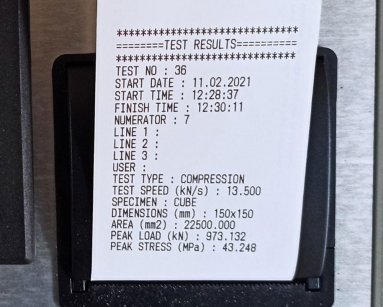 ******************************
========TEST RESULTS==========
******************************
TEST NO : 36
START DATE : 11.02.2021
START TIME : 12:28:37
FINISH TIME : 12:30:11
NUMERATOR : 7
LINE 1 :
LINE 2 :
LINE 3 :
USER :
TEST TYPE : COMPRESSION
TEST SPEED (kN/s) : 13.500
SPECIMEN : CUBE
DIMENSIONS (mm) : 150x150
AREA (mm2) : 22500.000
PEAK LOAD (kN) : 973.132
PEAK STRESS (MPa) : 43.248